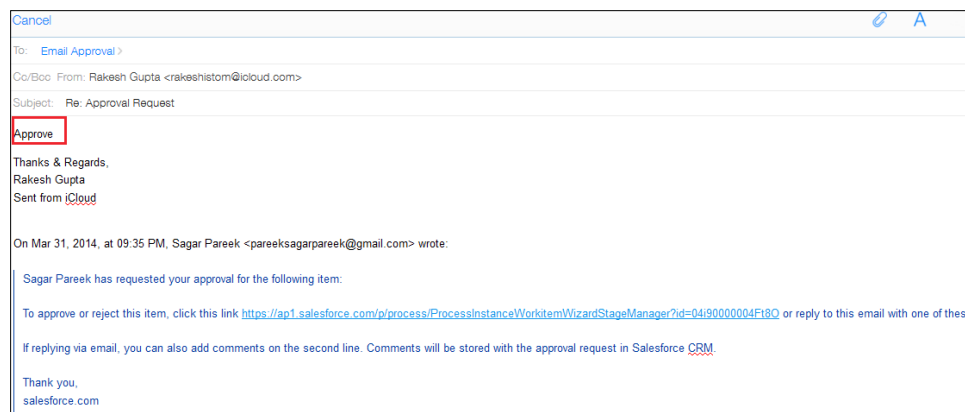 Cancel A
To: Email Approval >
Cc/Bcc From: Rakesh Gupta <rakeshistom@icloud.com>
Subject: Re: Approval Request
Approve
Thanks & Regards,
Rakesh Gupta
Sent from iCloud
On Mar 31, 2014, at 09:35 PM, Sagar Pareek <pareeksagarpareek@gmail.com> wrote:
Sagar Pareek has requested your approval for the following item:
To approve or reject this item, click this link https://ap1.salesforce.com/p/process/ProcessInstanceWorkitemWizardStageManager?id=04i90000004Ft8O or reply to this email with one of thes
If replying via email, you can also add comments on the second line. Comments will be stored with the approval request in Salesforce CRM.
Thank you,
salesforce.com